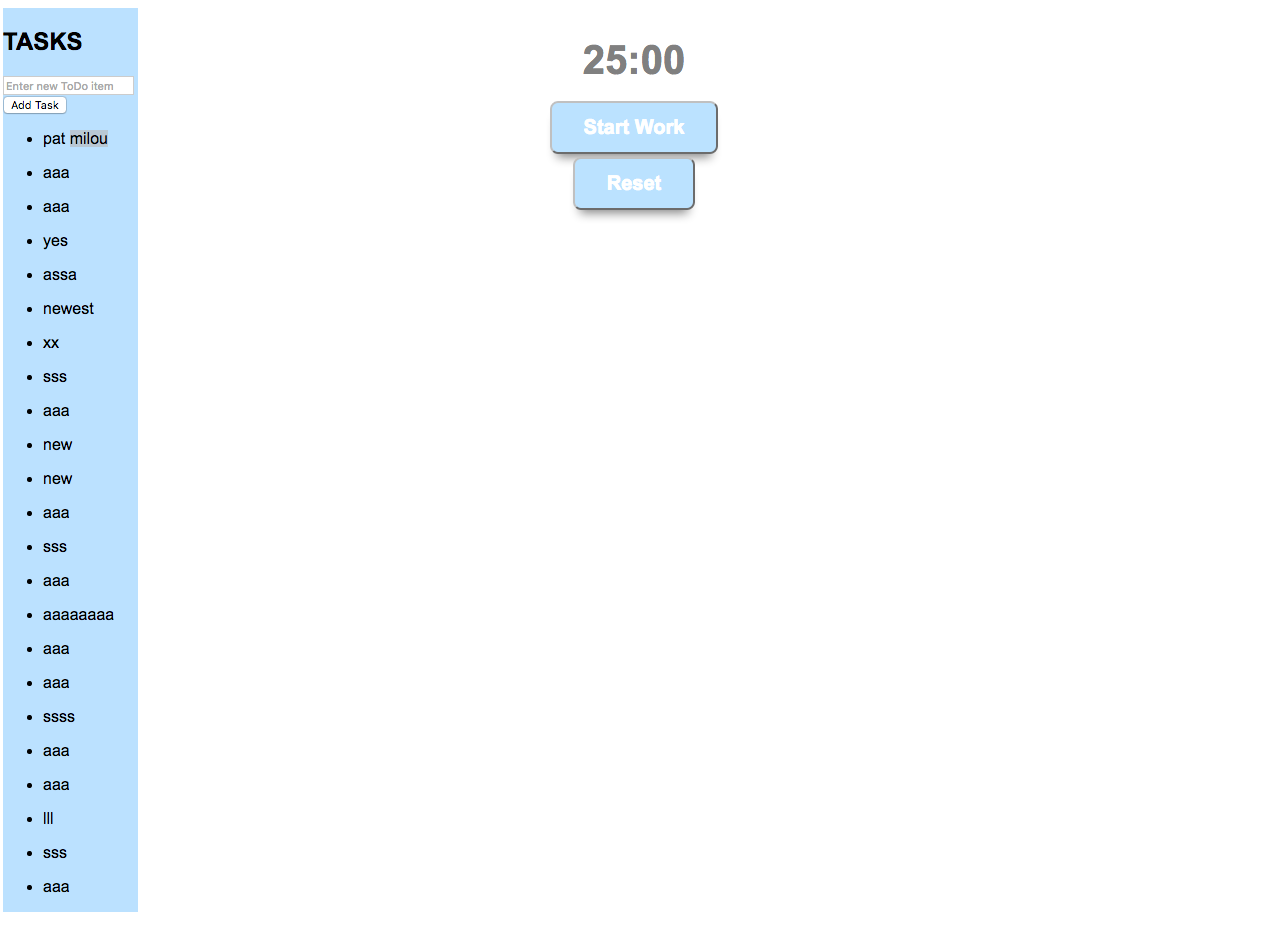 TASKS
Enter new ToDo item
Add Task
pat milou
aaa
aaa
yes
assa
newest
xx
sss
aaa
new
new
aaa
sss
aaa
aaaaaaaa
aaa
aaa
ssss
aaa
aaa
lll
sss
aaa
25:00
Start Work
Reset